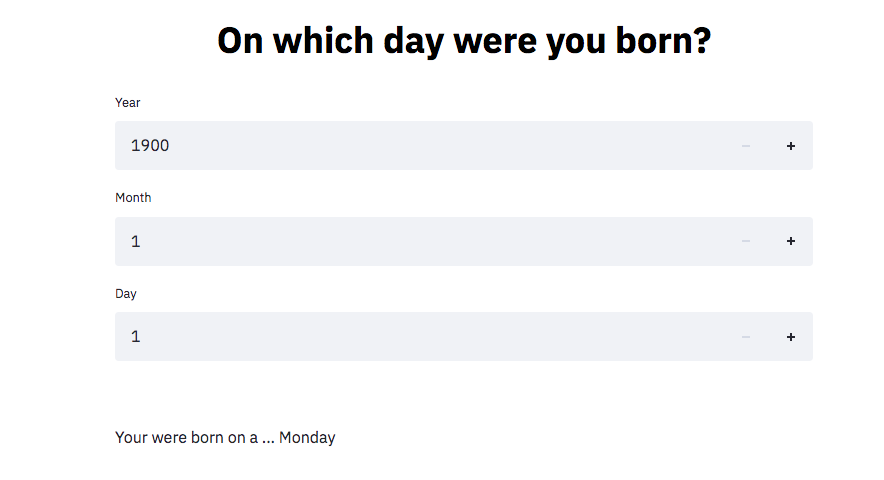 On which day were you born?
Year
1900
Month
1
Day
1
Your were born on a ... Monday